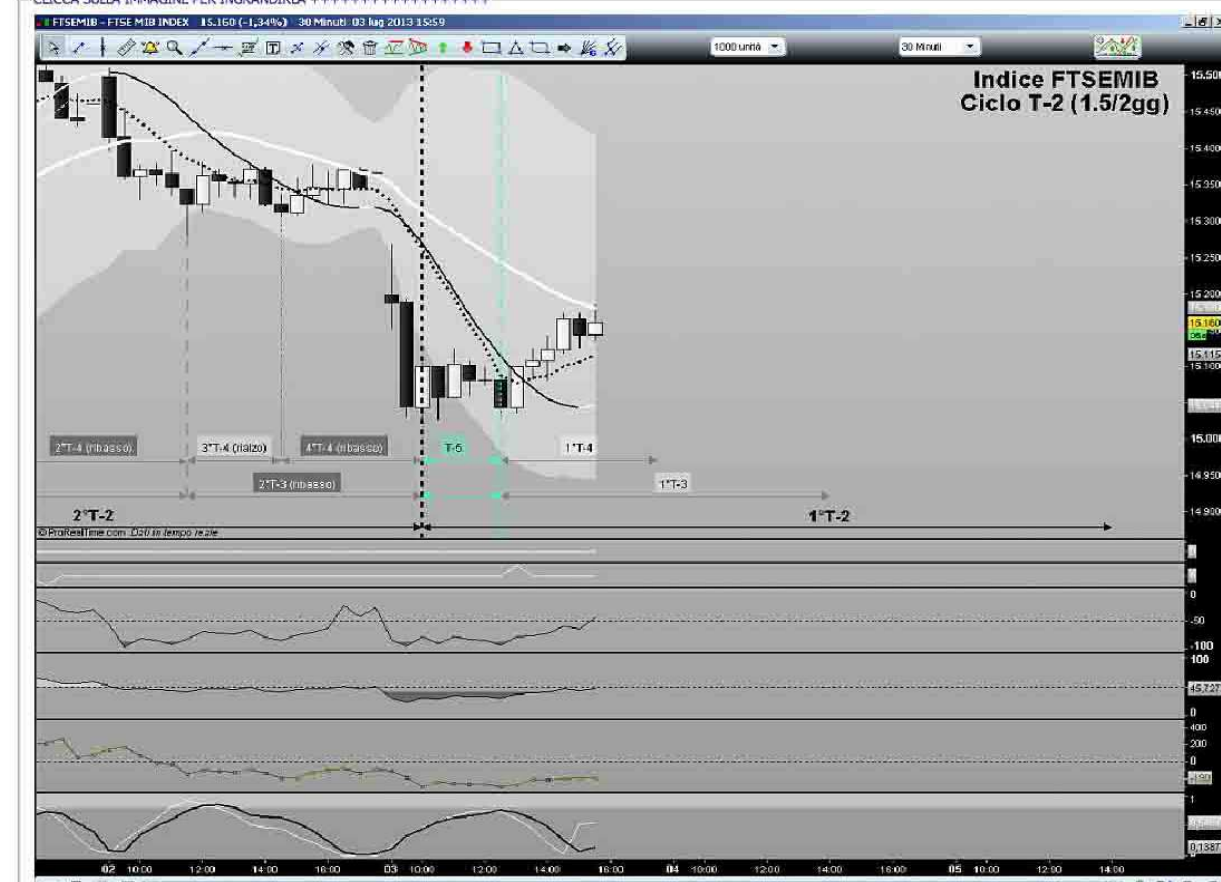 CLICCA SULLA IMMAGINE PER INGRANDIRLA +++++++++++++++++
FTSEMIB - FTSE MIB INDEX 15.160 (-1,34%) 30 Minuti 03 lug 2013 15:59
1000 unità 30 Minuti
Indice FTSEMIB
Ciclo T-2 (1.5/2gg)
15.500
15.450
15.400
15.350
15.300
15.250
15.200
15.160
15.115
15.100
15.000
14.950
14.900
2°T-4 (ribasso) 3°T-4 (rialzo) 4°T-4 (ribasso) T-5 1°T-4
2°T-3 (ribasso) 1°T-3
2°T-2 1°T-2
© ProRealTime.com Dati in tempo reale
0
-50
-100
100
45,727
0
400
200
0
-190
1
0,1387
02 10:00 12:00 14:00 16:00 03 10:00 12:00 14:00 16:00 04 10:00 12:00 14:00 16:00 05 10:00 12:00 14:00